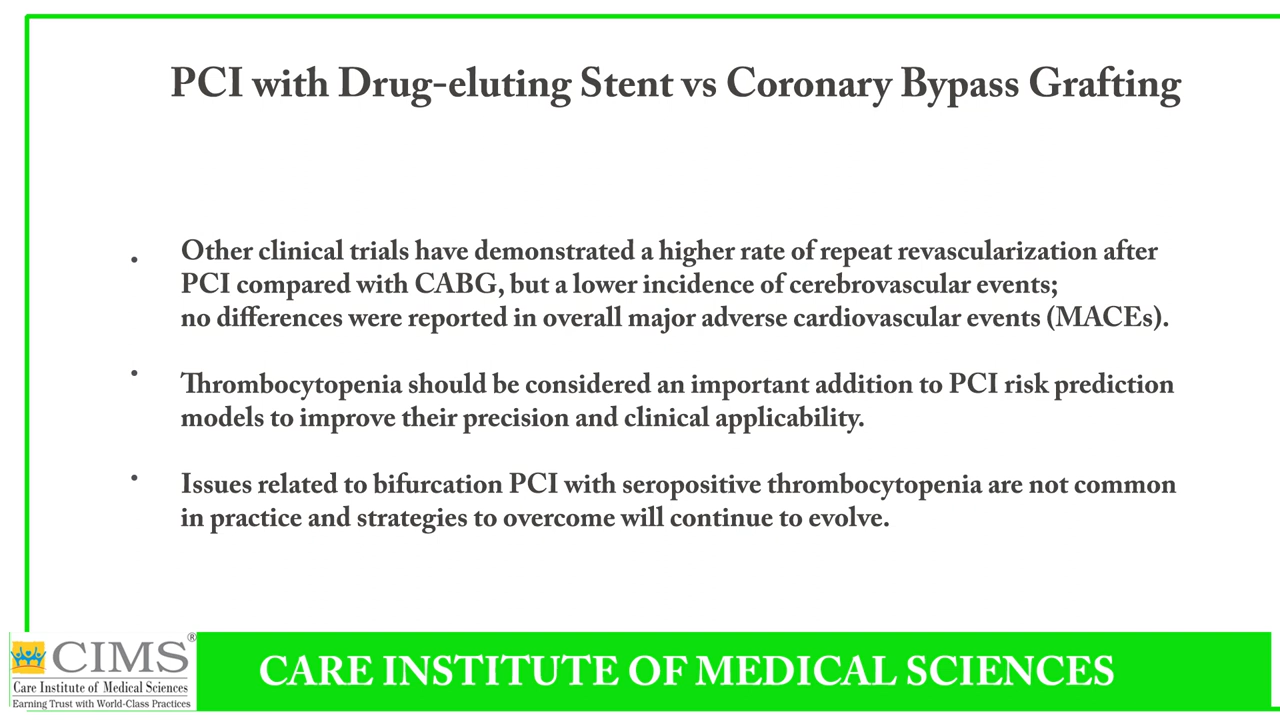 PCI with Drug-eluting Stent vs Coronary Bypass Grafting
• Other clinical trials have demonstrated a higher rate of repeat revascularization after
PCI compared with CABG, but a lower incidence of cerebrovascular events;
no differences were reported in overall major adverse cardiovascular events (MACEs).
• Thrombocytopenia should be considered an important addition to PCI risk prediction
models to improve their precision and clinical applicability.
• Issues related to bifurcation PCI with seropositive thrombocytopenia are not common
in practice and strategies to overcome will continue to evolve.
CIMS®
Care Institute of Medical Sciences
Earning Trust with World-Class Practices
CARE INSTITUTE OF MEDICAL SCIENCES